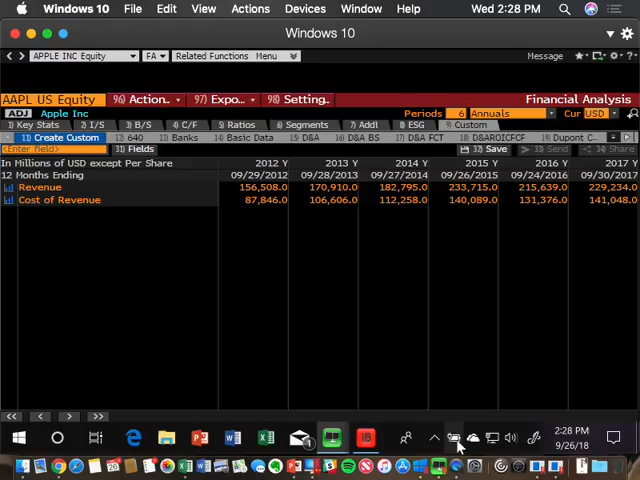 Windows 10 File Edit View Actions Devices Window Help Wed 2:28 PM
Windows 10
APPLE INC Equity FA Related Functions Menu Message
AAPL US Equity 96) Action.. 97) Expo... 98) Setting.. Financial Analysis
ADJ Apple Inc Periods 6 Annuals Cur USD
1) Key Stats 2) I/S 3) B/S 4) C/F 5) Ratios 6) Segments 7) Addl 8) ESG 9) Custom
11) Create Custom 12) 640 13) Banks 14) Basic Data 15) D&A 16) D&A BS 17) D&A FCT 18) D&AROICFCF 19) Dupont C
<Enter field> 31) Fields 32) Save 33) Send 34) Share
In Millions of USD except Per Share 2012 Y 2013 Y 2014 Y 2015 Y 2016 Y 2017 Y
12 Months Ending 09/29/2012 09/28/2013 09/27/2014 09/26/2015 09/24/2016 09/30/2017
Revenue 156,508.0 170,910.0 182,795.0 233,715.0 215,639.0 229,234.0
Cost of Revenue 87,846.0 106,606.0 112,258.0 140,089.0 131,376.0 141,048.0
<< < > >>
IB 1 2:28 PM
9/26/18